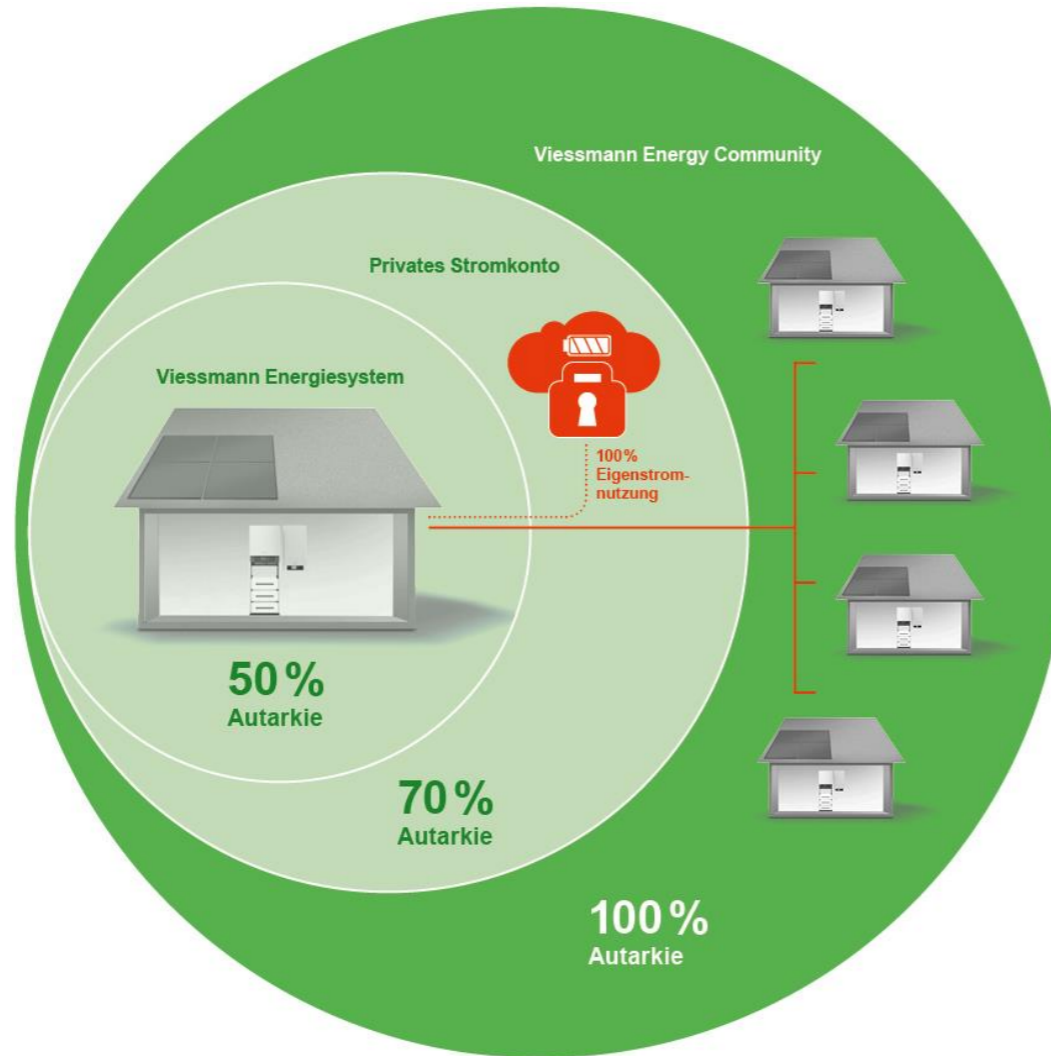 Viessmann Energy Community
Privates Stromkonto
Viessmann Energiesystem
100%
Eigenstrom-
nutzung
50 %
Autarkie
70 %
Autarkie
100 %
Autarkie